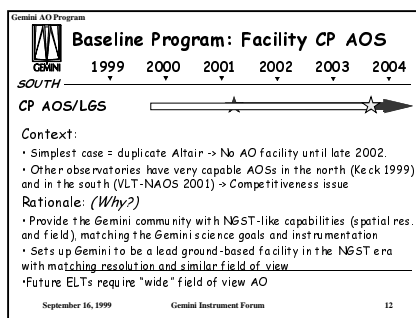 Gemini AO Program
GEMINI
Baseline Program: Facility CP AOS
1999 2000 2001 2002 2003 2004
SOUTH
CP AOS/LGS
Context:
• Simplest case = duplicate Altair -> No AO facility until late 2002.
• Other observatories have very capable AOSs in the north (Keck 1999)
and in the south (VLT-NAOS 2001) -> Competitiveness issue
Rationale: (Why?)
• Provide the Gemini community with NGST-like capabilities (spatial res.
and field), matching the Gemini science goals and instrumentation
• Sets up Gemini to be a lead ground-based facility in the NGST era
with matching resolution and similar field of view
•Future ELTs require "wide" field of view AO
September 16, 1999 Gemini Instrument Forum 12